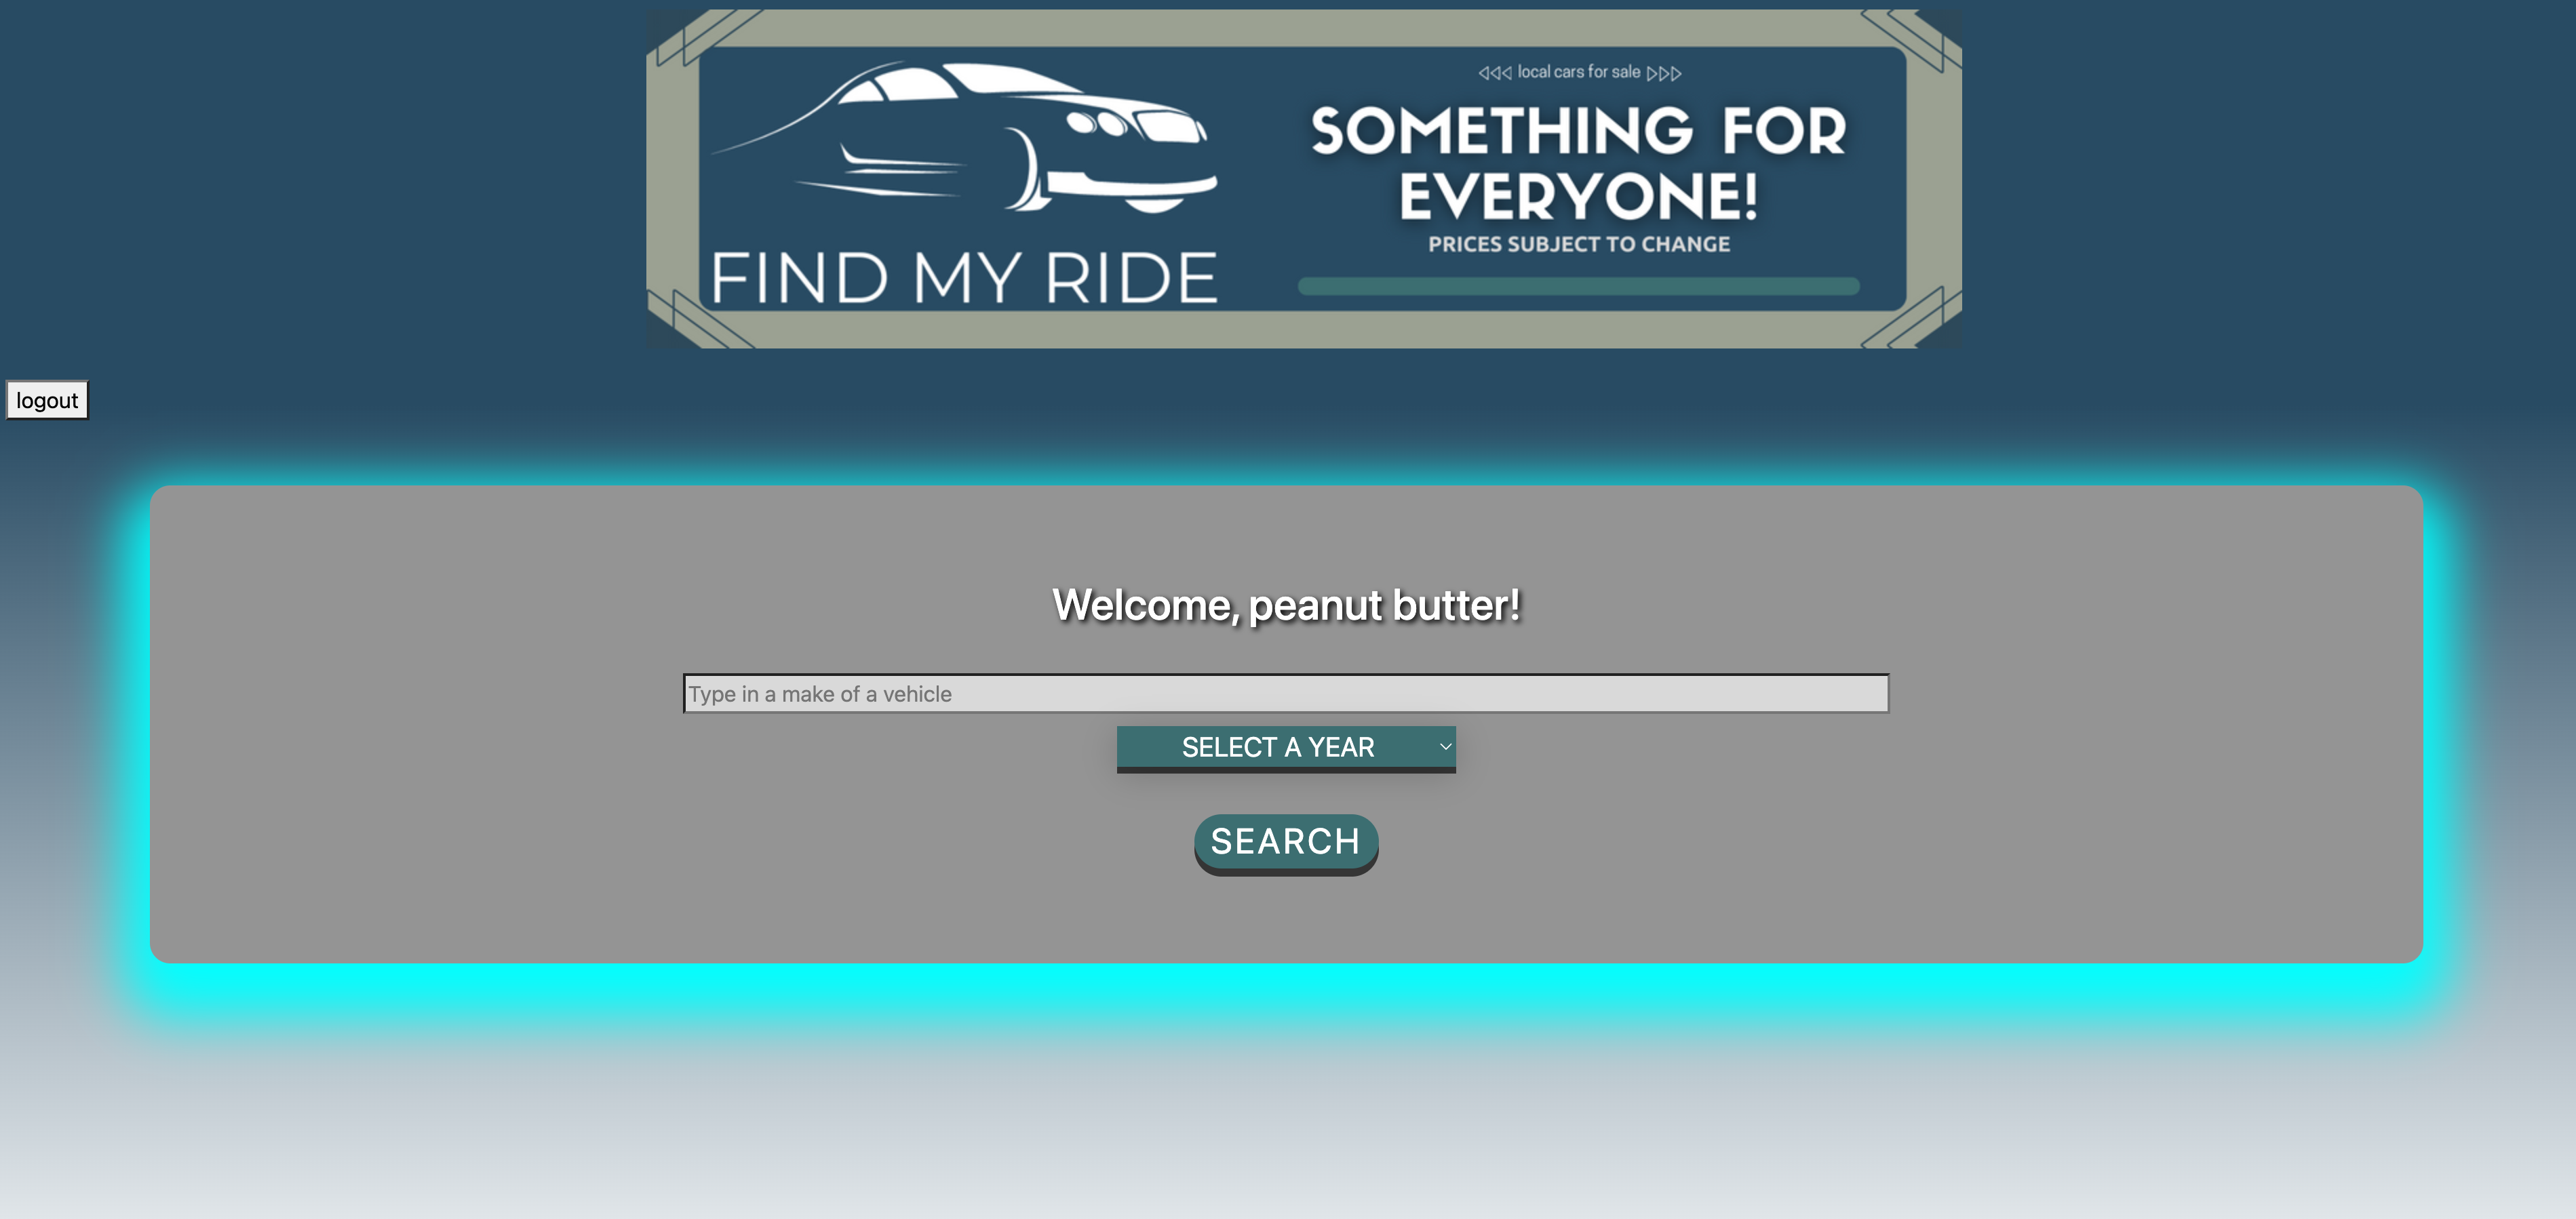 local cars for sale
SOMETHING FOR
EVERYONE!
PRICES SUBJECT TO CHANGE
FIND MY RIDE
logout
Welcome, peanut butter!
Type in a make of a vehicle
SELECT A YEAR
SEARCH